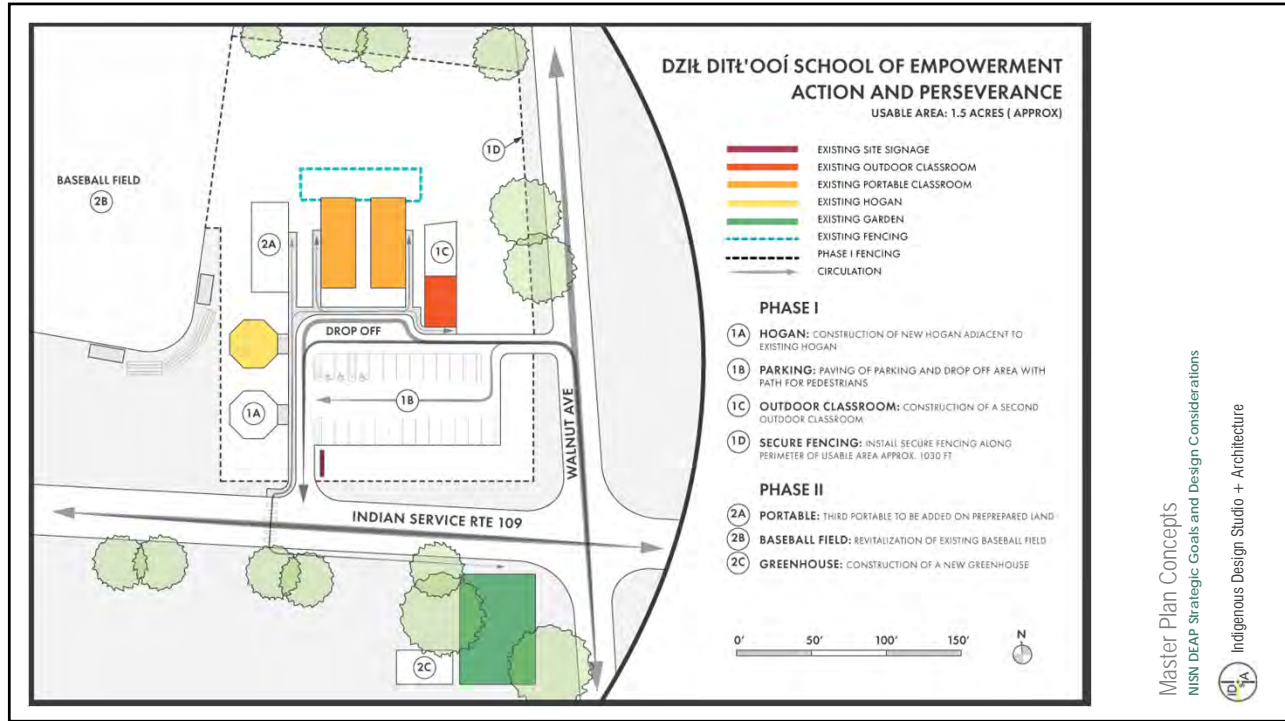 DZIŁ DITŁ'OOÍ SCHOOL OF EMPOWERMENT
ACTION AND PERSEVERANCE
USABLE AREA: 1.5 ACRES ( APPROX)
EXISTING SITE SIGNAGE
EXISTING OUTDOOR CLASSROOM
EXISTING PORTABLE CLASSROOM
EXISTING HOGAN
EXISTING GARDEN
EXISTING FENCING
PHASE I FENCING
CIRCULATION
PHASE I
1A HOGAN: CONSTRUCTION OF NEW HOGAN ADJACENT TO
EXISTING HOGAN
1B PARKING: PAVING OF PARKING AND DROP OFF AREA WITH
PATH FOR PEDESTRIANS
1C OUTDOOR CLASSROOM: CONSTRUCTION OF A SECOND
OUTDOOR CLASSROOM
1D SECURE FENCING: INSTALL SECURE FENCING ALONG
PERIMETER OF USABLE AREA APPROX. 1030 FT
PHASE II
2A PORTABLE: THIRD PORTABLE TO BE ADDED ON PREPREPARED LAND
2B BASEBALL FIELD: REVITALIZATION OF EXISTING BASEBALL FIELD
2C GREENHOUSE: CONSTRUCTION OF A NEW GREENHOUSE
0' 50' 100' 150'
N
BASEBALL FIELD
2B
1D
2A
1C
DROP OFF
1A
1B
WALNUT AVE
INDIAN SERVICE RTE 109
2C
Master Plan Concepts
NISN DEAP Strategic Goals and Design Considerations
IDSA
Indigenous Design Studio + Architecture